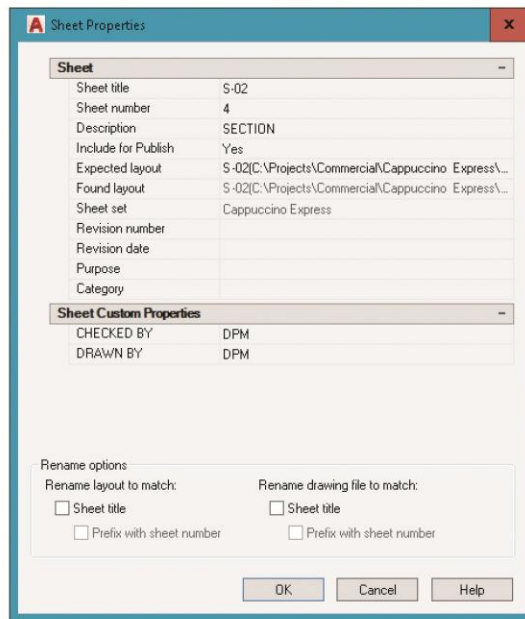 Sheet Properties
x
Sheet –
Sheet title S-02
Sheet number 4
Description SECTION
Include for Publish Yes
Expected layout S-02(C:\Projects\Commercial\Cappuccino Express\...
Found layout S-02(C:\Projects\Commercial\Cappuccino Express\...
Sheet set Cappuccino Express
Revision number
Revision date
Purpose
Category
Sheet Custom Properties –
CHECKED BY DPM
DRAWN BY DPM
Rename options
Rename layout to match: Rename drawing file to match:
Sheet title Sheet title
Prefix with sheet number Prefix with sheet number
OK Cancel Help